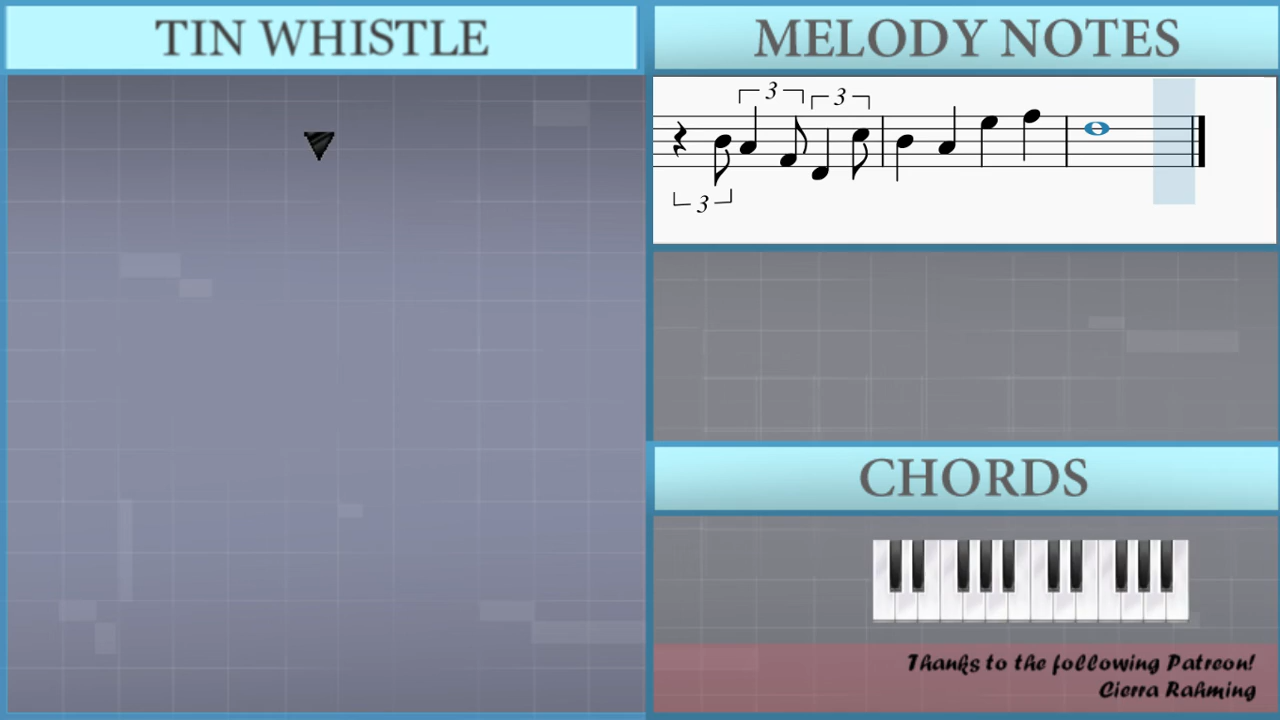 TIN WHISTLE
MELODY NOTES
3
3
3
CHORDS
Thanks to the following Patreon!
Cierra Rahming